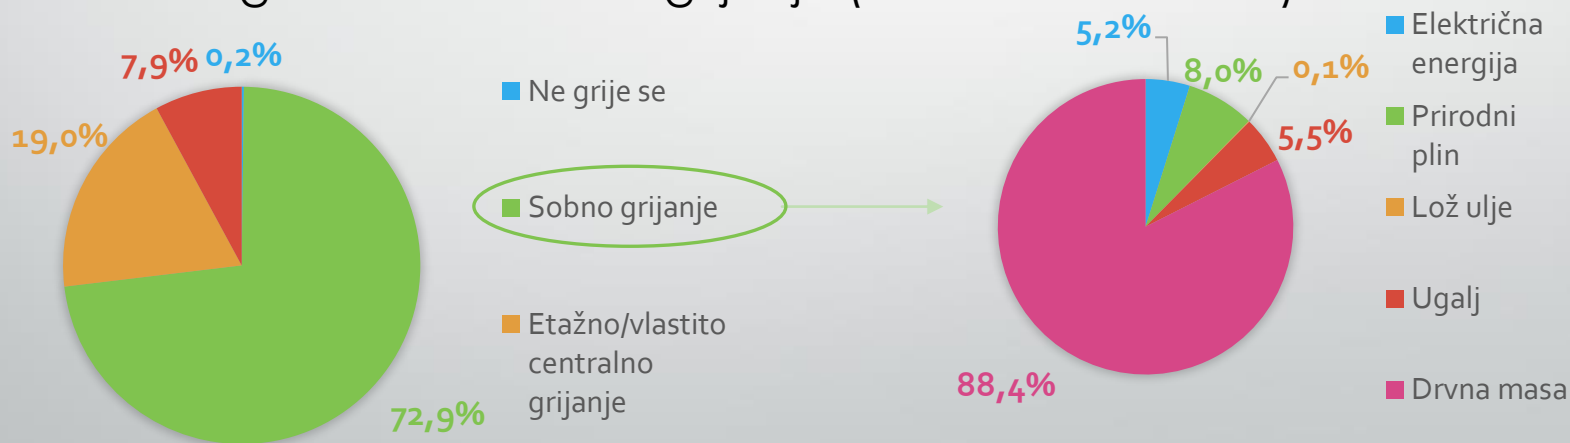 7,9%
0,2%
19,0%
72,9%
Ne grije se
Sobno grijanje
Etažno/vlastito
centralno
grijanje
5,2%
8,0%
0,1%
5,5%
88,4%
Električna
energija
Prirodni
plin
Lož ulje
Ugalj
Drvna masa